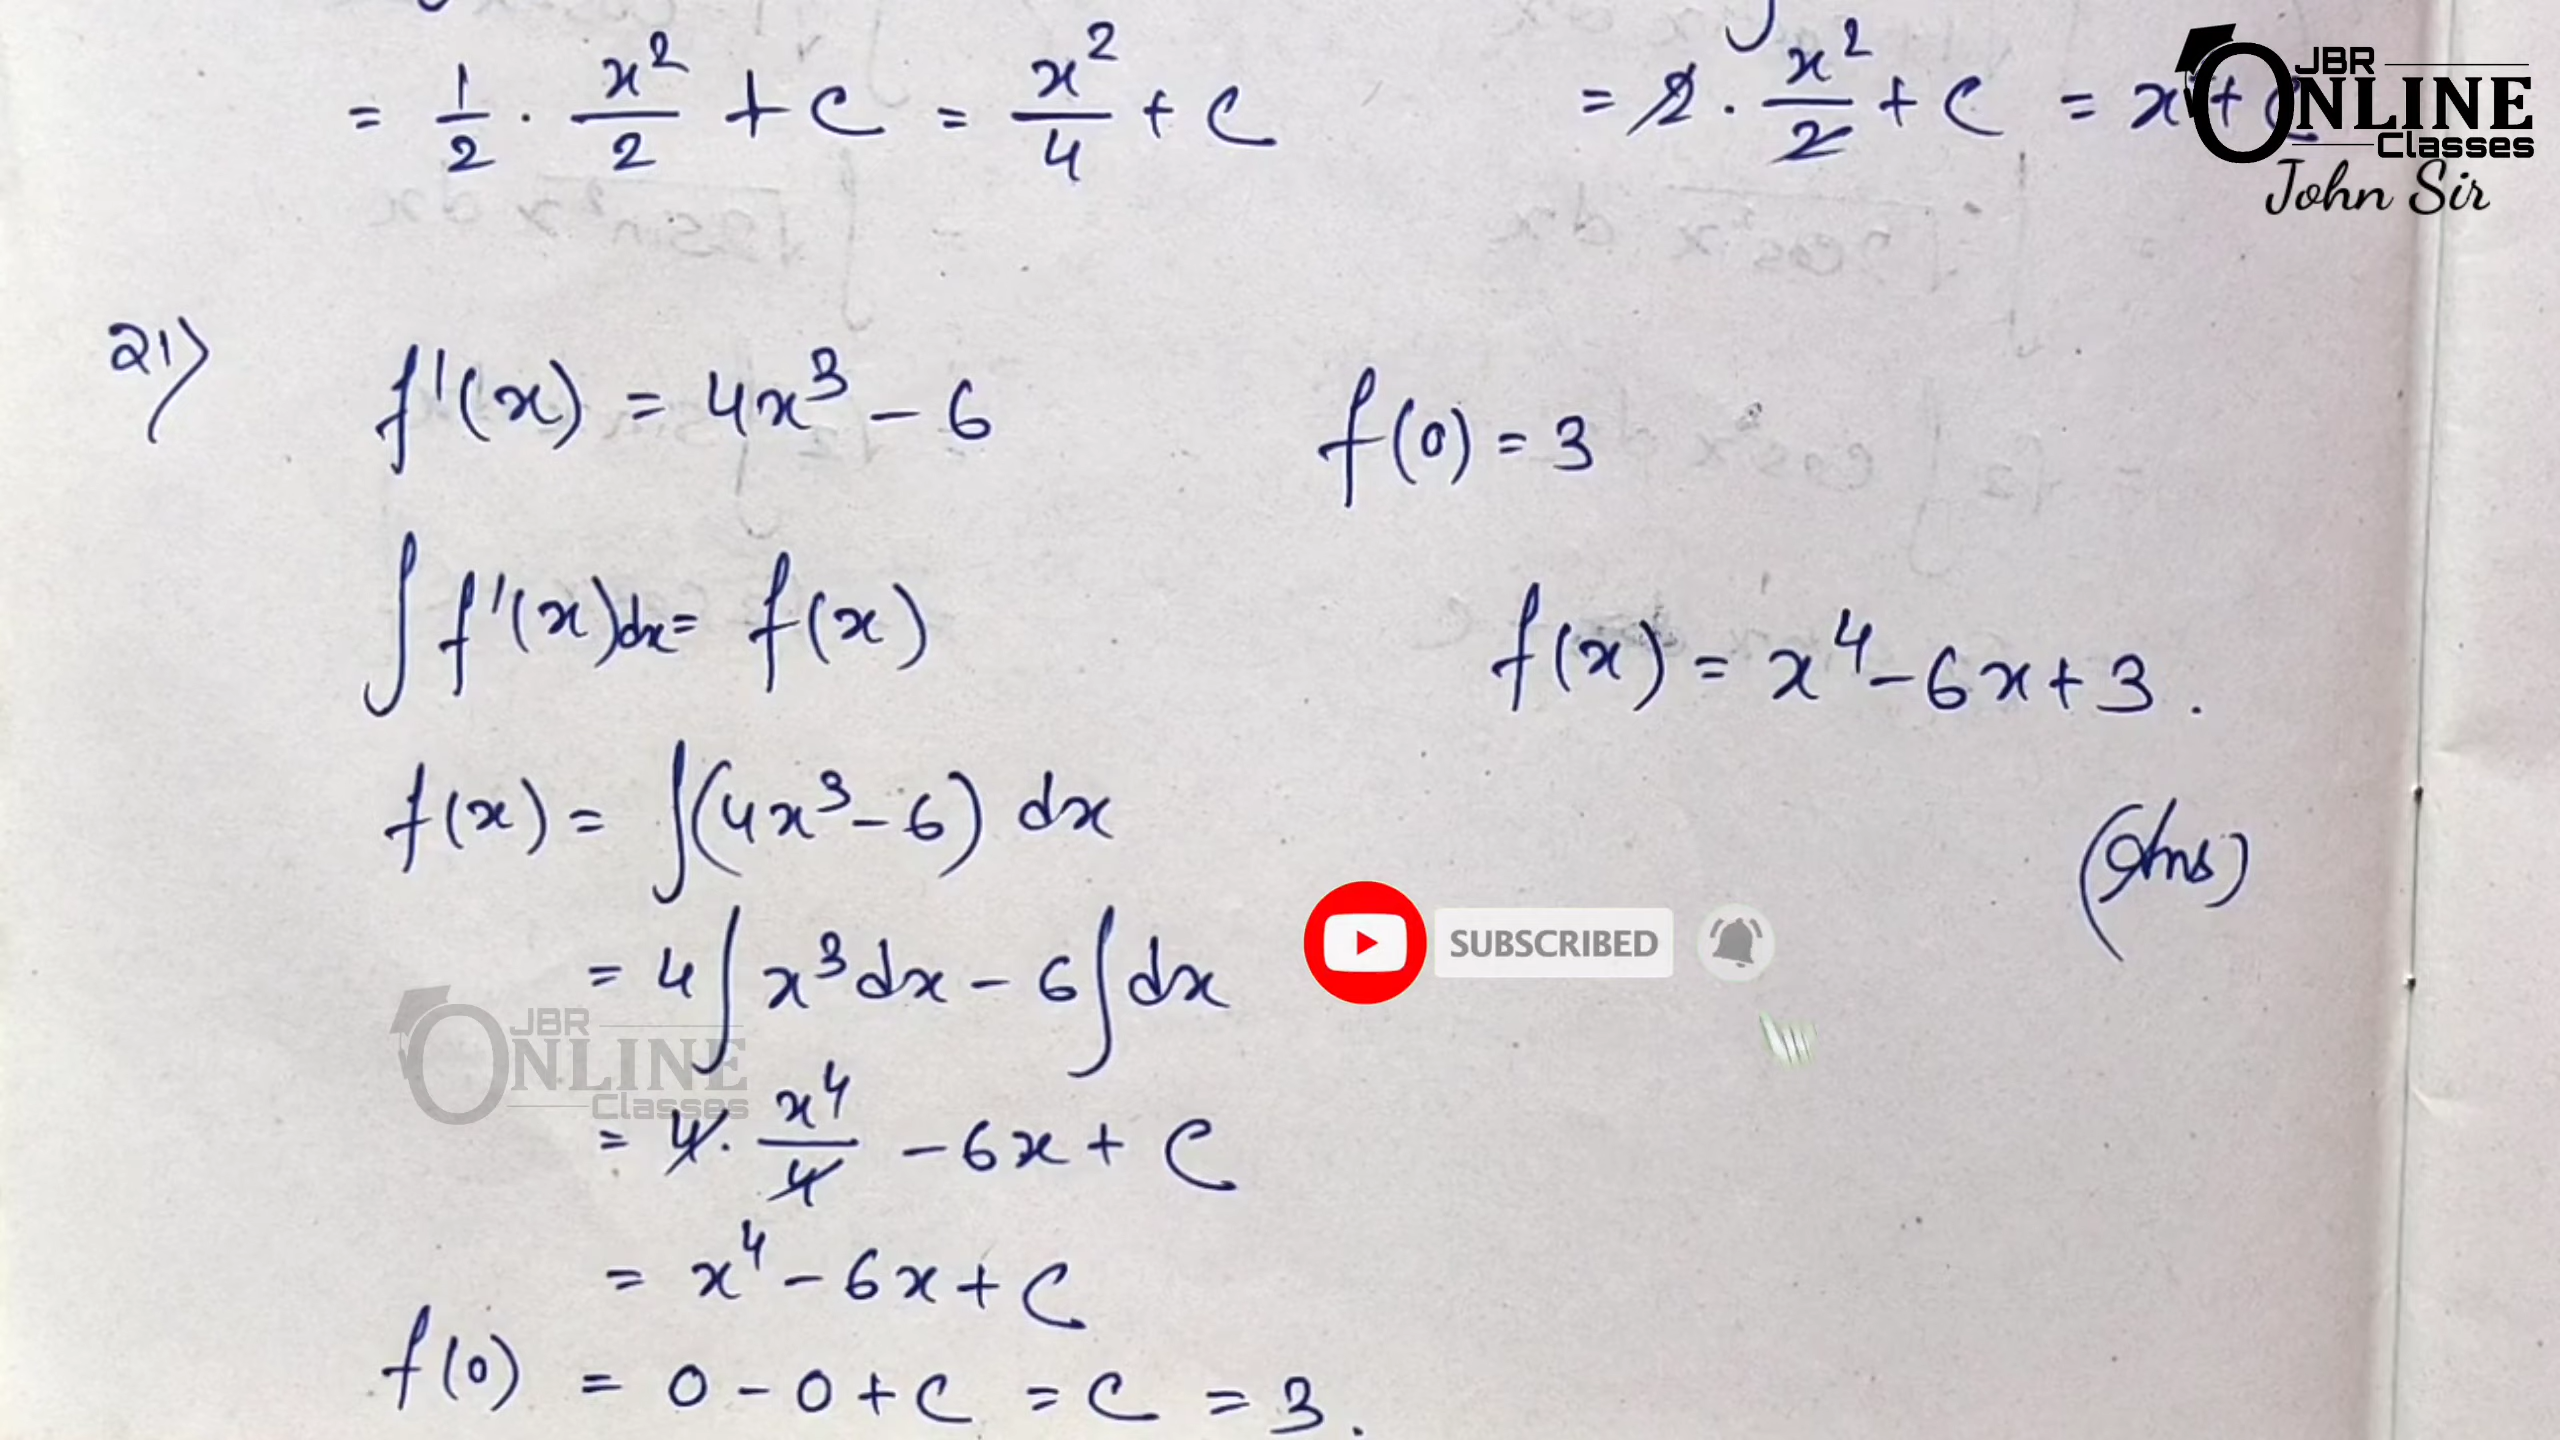 = 1/2 · x²/2 + C = x²/4 + C
= 2 · x²/2 + C = x
JBR
ONLINE
Classes
John Sir
21)
f'(x) = 4x³ - 6
f(0) = 3
∫ f'(x)dx = f(x)
f(x) = x⁴ - 6x + 3.
f(x) = ∫(4x³ - 6) dx
(Ans)
= 4∫ x³ dx - 6∫ dx
SUBSCRIBED
JBR
ONLINE
Classes
= 4 · x⁴/4 - 6x + C
= x⁴ - 6x + C
f(0) = 0 - 0 + C = C = 3.